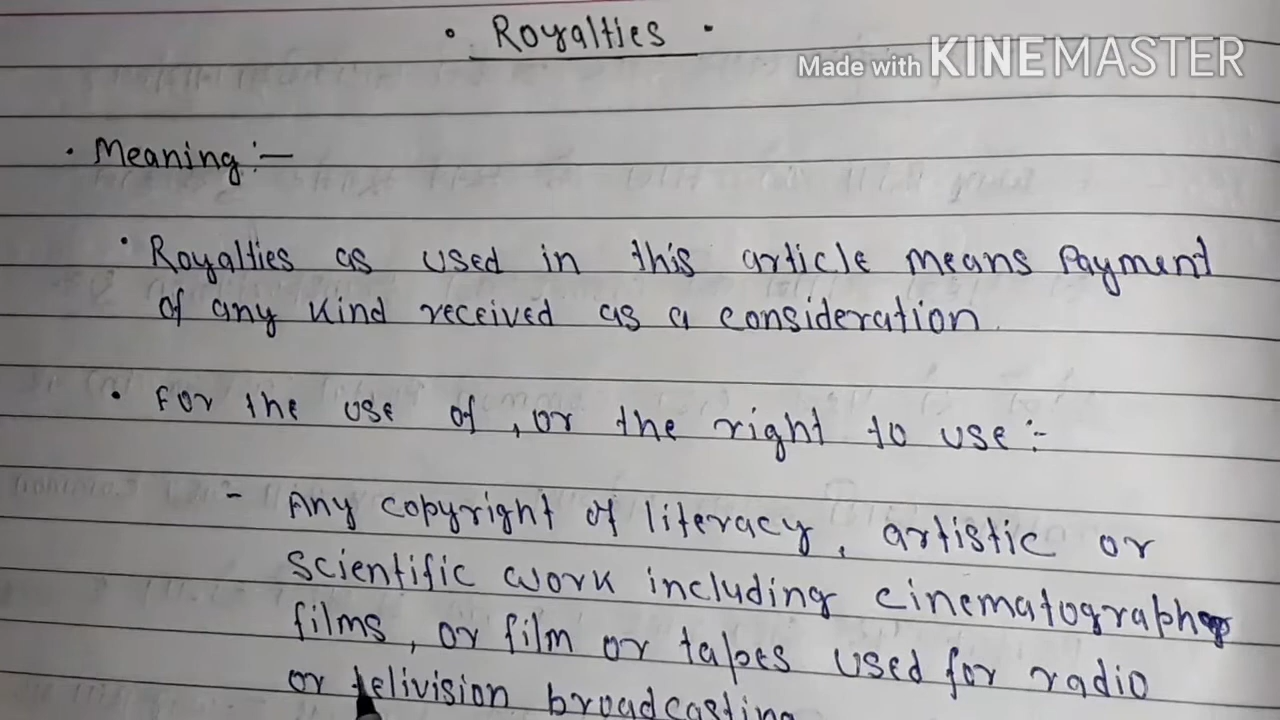 • Royalties •
Made with KINEMASTER
• Meaning :-
• Royalties as used in this article means Payment
of any kind received as a consideration
• For the use of, or the right to use :-
- Any copyright of literacy, artistic or
scientific work including cinematograph
films, or film or tapes used for radio
or telivision broadcasting